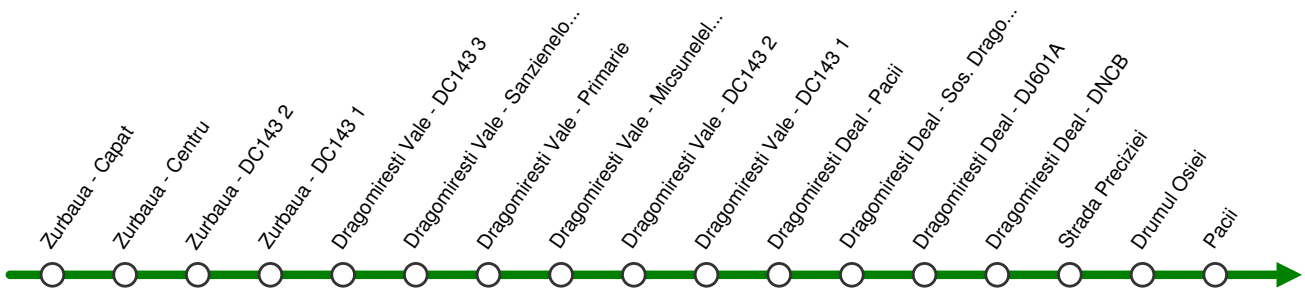 Zurbaua - Capat
Zurbaua - Centru
Zurbaua - DC143 2
Zurbaua - DC143 1
Dragomiresti Vale - DC143 3
Dragomiresti Vale - Sanzienelo...
Dragomiresti Vale - Primarie
Dragomiresti Vale - Micsunelel...
Dragomiresti Vale - DC143 2
Dragomiresti Vale - DC143 1
Dragomiresti Deal - Pacii
Dragomiresti Deal - Sos. Drago...
Dragomiresti Deal - DJ601A
Dragomiresti Deal - DNCB
Strada Preciziei
Drumul Osiei
Pacii